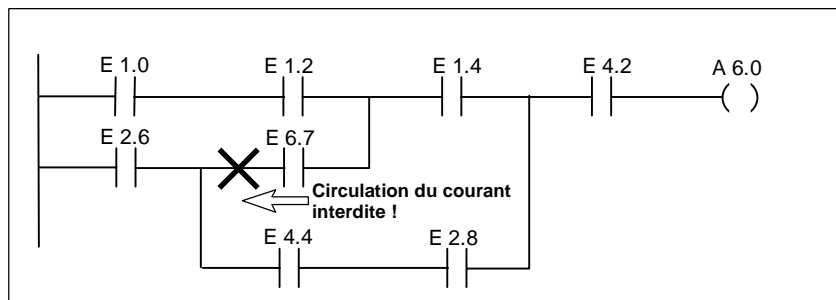 E 1.0 E 1.2 E 1.4 E 4.2 A 6.0
E 2.6 E 6.7
Circulation du courant
interdite !
E 4.4 E 2.8